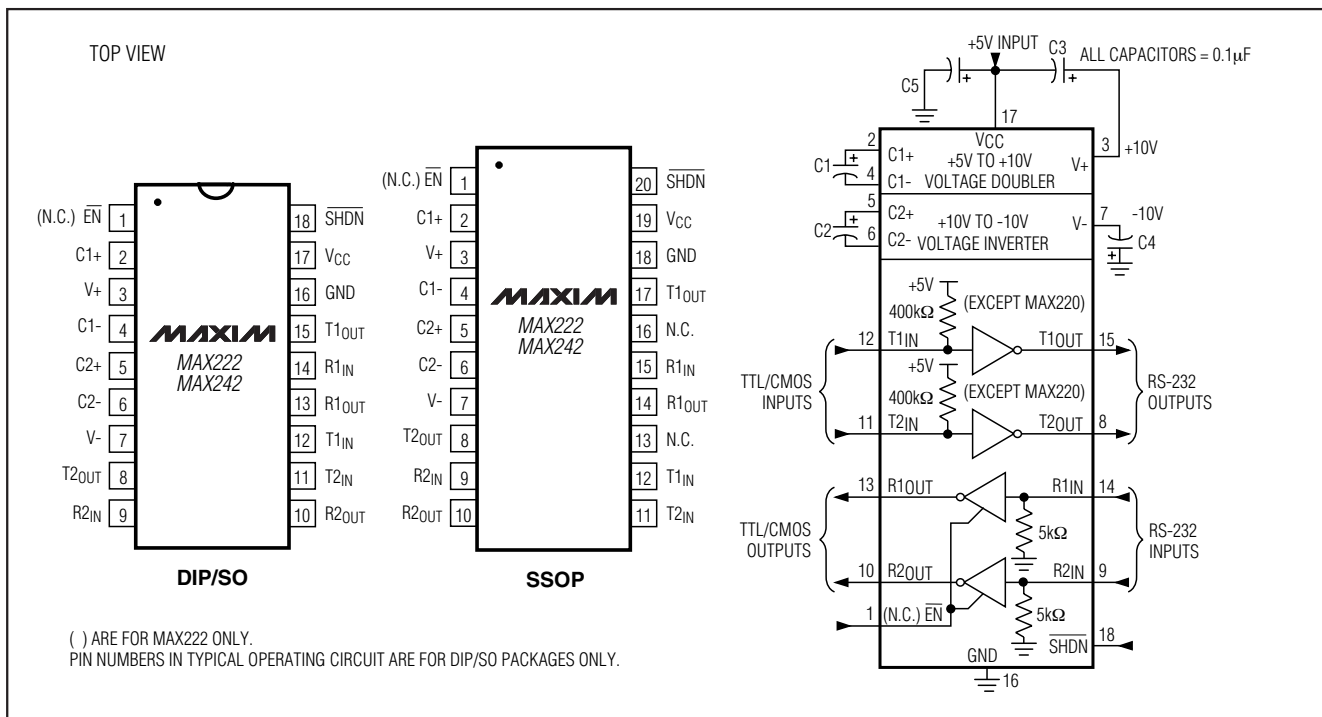 TOP VIEW
(N.C.) EN 1
C1+ 2
V+ 3
C1- 4
C2+ 5
C2- 6
V- 7
T2OUT 8
R2IN 9
18 SHDN
17 VCC
16 GND
15 T1OUT
14 R1IN
13 R1OUT
12 T1IN
11 T2IN
10 R2OUT
MAXIM
MAX222
MAX242
DIP/SO
(N.C.) EN 1
C1+ 2
V+ 3
C1- 4
C2+ 5
C2- 6
V- 7
T2OUT 8
R2IN 9
R2OUT 10
20 SHDN
19 VCC
18 GND
17 T1OUT
16 N.C.
15 R1IN
14 R1OUT
13 N.C.
12 T1IN
11 T2IN
MAXIM
MAX222
MAX242
SSOP
( ) ARE FOR MAX222 ONLY.
PIN NUMBERS IN TYPICAL OPERATING CIRCUIT ARE FOR DIP/SO PACKAGES ONLY.
+5V INPUT
C3
ALL CAPACITORS = 0.1μF
C5
+
+
17
VCC
+5V TO +10V
VOLTAGE DOUBLER
2
C1+
C1
+
4
C1-
V+
3
+10V
5
C2+
C2
+
6
C2-
+10V TO -10V
VOLTAGE INVERTER
V-
7
-10V
C4
+
+5V
400kΩ
(EXCEPT MAX220)
12 T1IN
T1OUT 15
+5V
400kΩ
(EXCEPT MAX220)
11 T2IN
T2OUT 8
TTL/CMOS
INPUTS
RS-232
OUTPUTS
13 R1OUT
R1IN 14
5kΩ
10 R2OUT
R2IN 9
5kΩ
TTL/CMOS
OUTPUTS
RS-232
INPUTS
1 (N.C.) EN
SHDN 18
GND
16